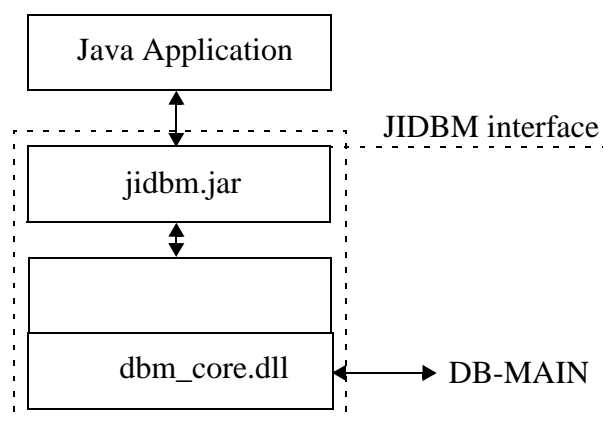 Java Application
JIDBM interface
jidbm.jar
dbm_core.dll
DB-MAIN